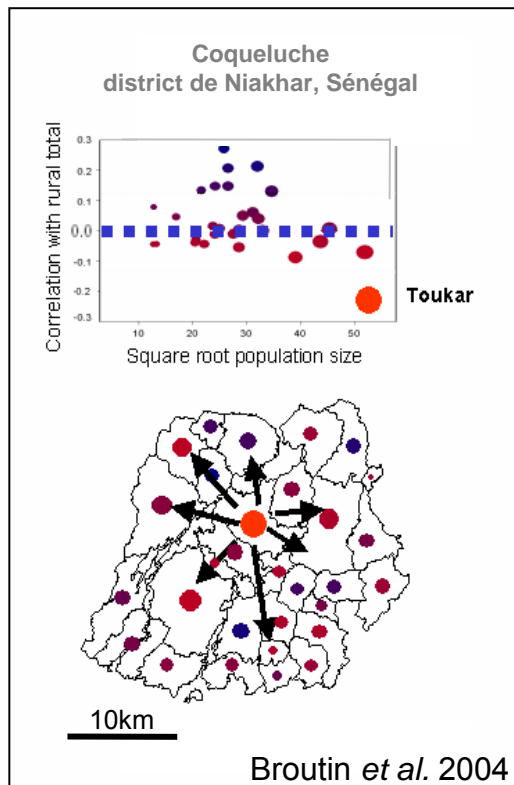 Coqueluche
district de Niakhar, Sénégal
Correlation with rural total
0.3
0.2
0.1
0.0
-0.1
-0.2
-0.3
10
20
30
40
50
Square root population size
Toukar
10km
Broutin et al. 2004